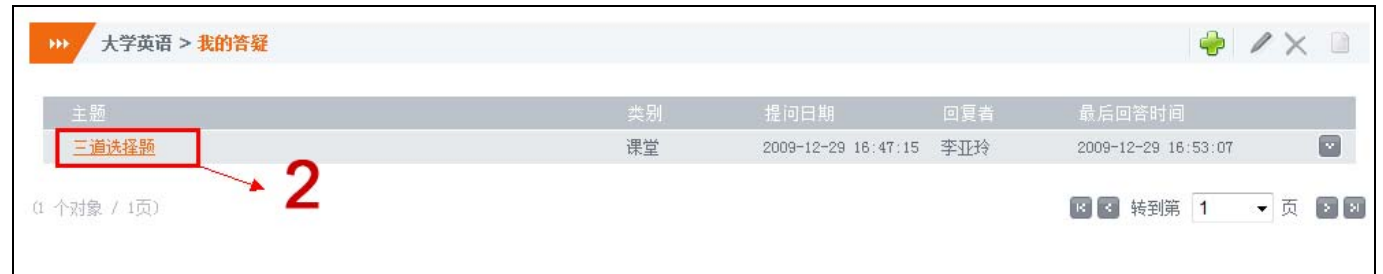 大学英语 > 我的答疑
主题 类别 提问日期 回复者 最后回答时间
三道选择题 课堂 2009-12-29 16:47:15 李亚玲 2009-12-29 16:53:07
2
(1 个对象 / 1页) 转到第 1 页